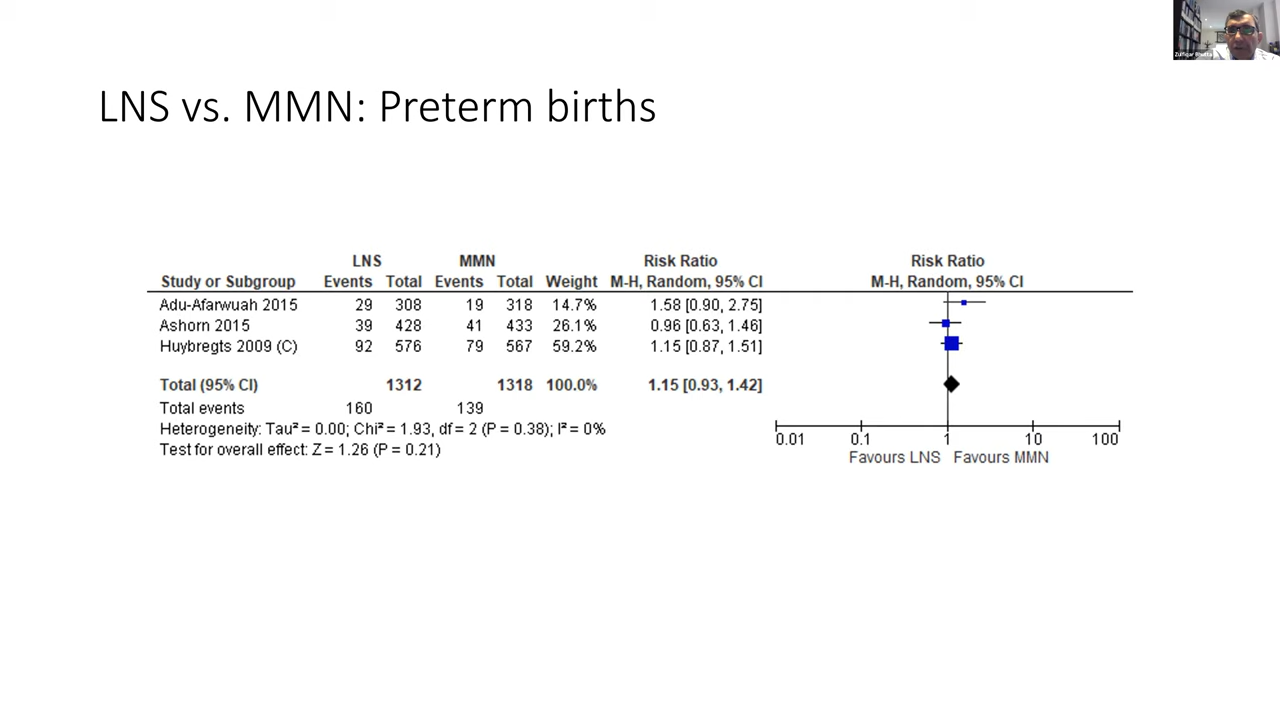 Zulfiqar Bhutta
LNS vs. MMN: Preterm births
LNS MMN Risk Ratio Risk Ratio
Study or Subgroup Events Total Events Total Weight M-H, Random, 95% CI M-H, Random, 95% CI
Adu-Afarwuah 2015 29 308 19 318 14.7% 1.58 [0.90, 2.75]
Ashorn 2015 39 428 41 433 26.1% 0.96 [0.63, 1.46]
Huybregts 2009 (C) 92 576 79 567 59.2% 1.15 [0.87, 1.51]
Total (95% CI) 1312 1318 100.0% 1.15 [0.93, 1.42]
Total events 160 139
Heterogeneity: Tau² = 0.00; Chi² = 1.93, df = 2 (P = 0.38); I² = 0%
Test for overall effect: Z = 1.26 (P = 0.21)
0.01 0.1 1 10 100
Favours LNS Favours MMN